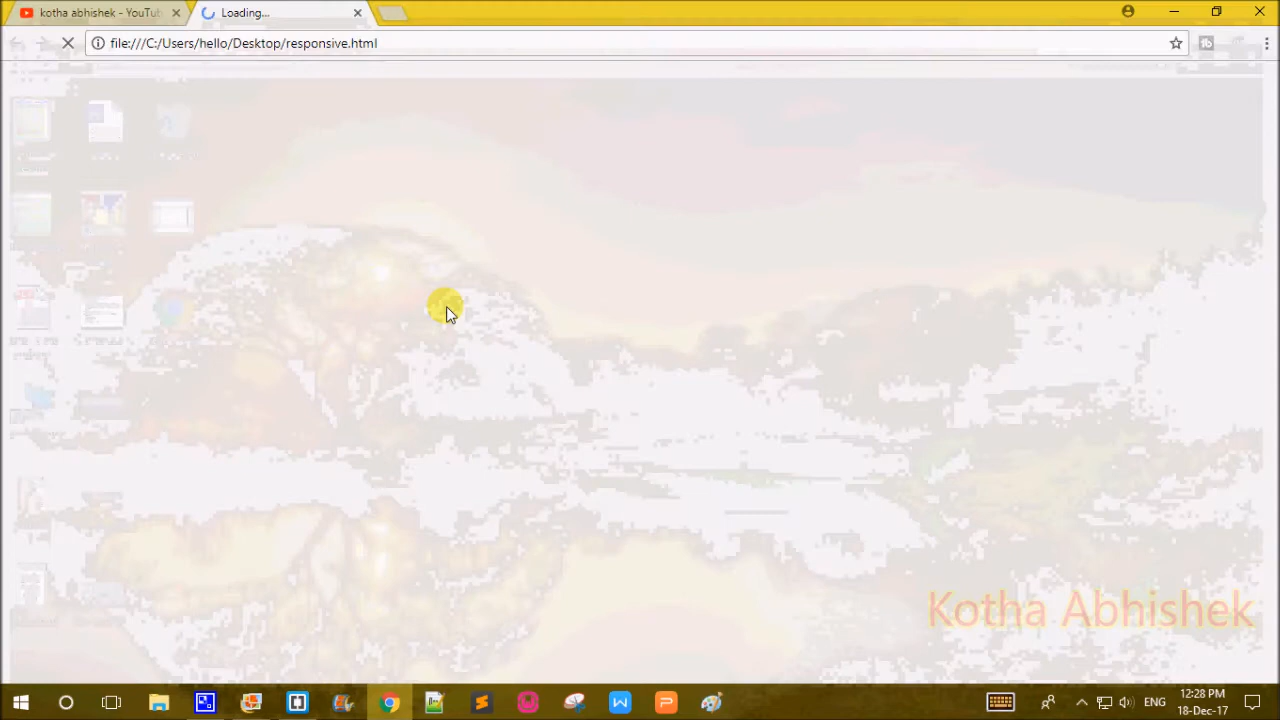 kotha abhishek - YouTub
Loading...
file:///C:/Users/hello/Desktop/responsive.html
Kotha Abhishek
ENG
12:28 PM
18-Dec-17